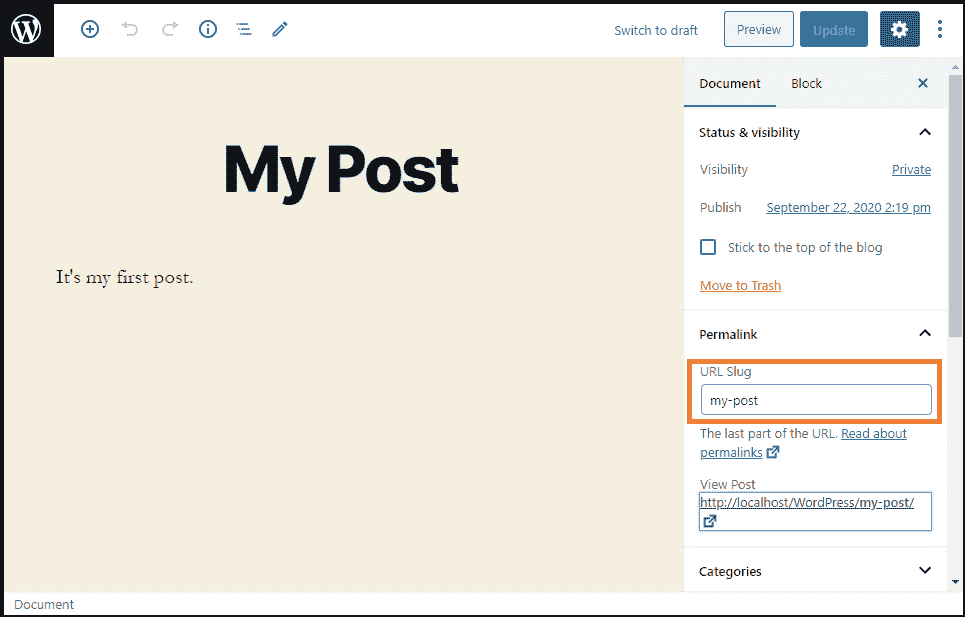 Switch to draft Preview Update
My Post
It's my first post.
Document Block
Status & visibility
Visibility Private
Publish September 22, 2020 2:19 pm
Stick to the top of the blog
Move to Trash
Permalink
URL Slug
my-post
The last part of the URL. Read about
permalinks
View Post
http://localhost/WordPress/my-post/
Categories
Document